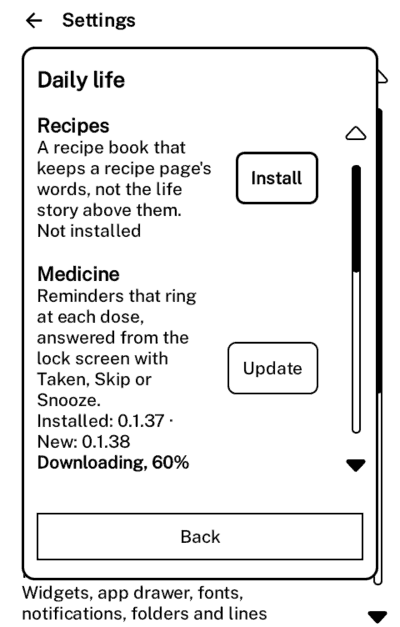 Settings
Daily life
Recipes
A recipe book that
keeps a recipe page's
words, not the life
story above them.
Not installed
Install
Medicine
Reminders that ring
at each dose,
answered from the
lock screen with
Taken, Skip or
Snooze.
Installed: 0.1.37 ·
New: 0.1.38
Downloading, 60%
Update
Back
Widgets, app drawer, fonts,
notifications, folders and lines